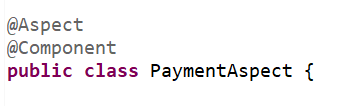 @Aspect
@Component
public class PaymentAspect {